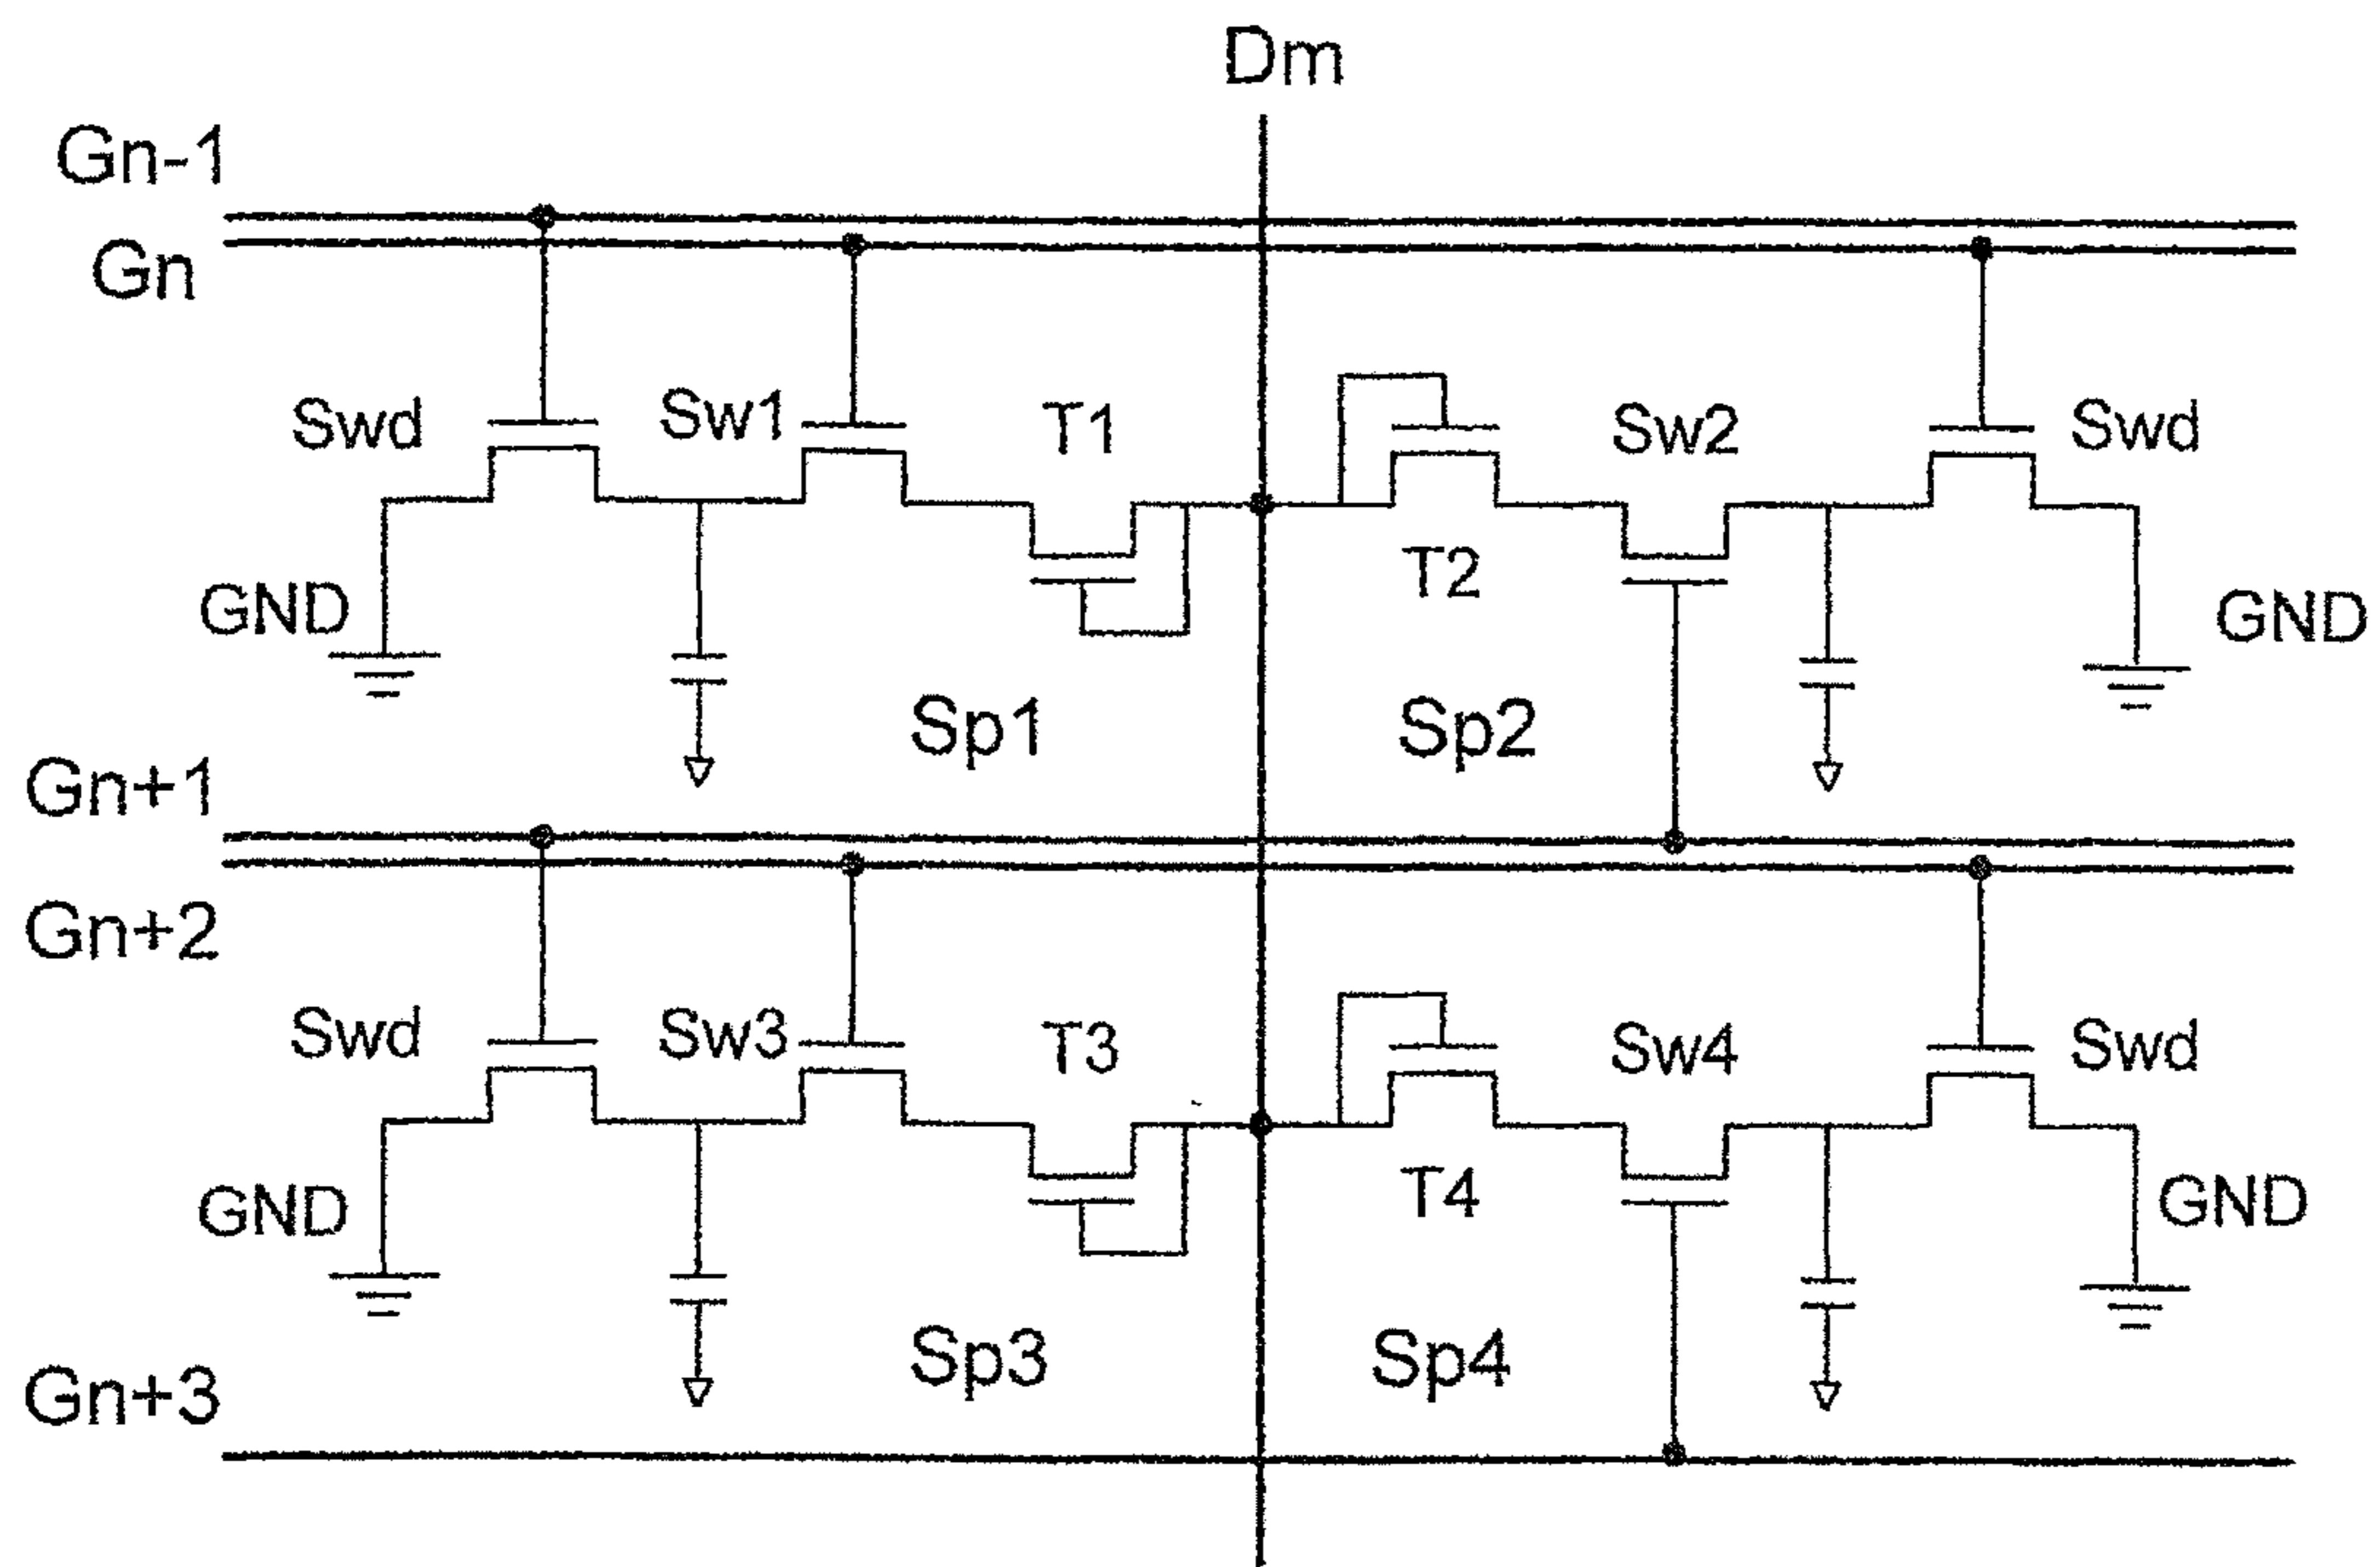 Dm
Gn-1
Gn
Swd
Sw1
T1
Sw2
Swd
T2
GND
GND
Sp1
Sp2
Gn+1
Gn+2
Swd
Sw3
T3
Sw4
Swd
T4
GND
GND
Sp3
Sp4
Gn+3